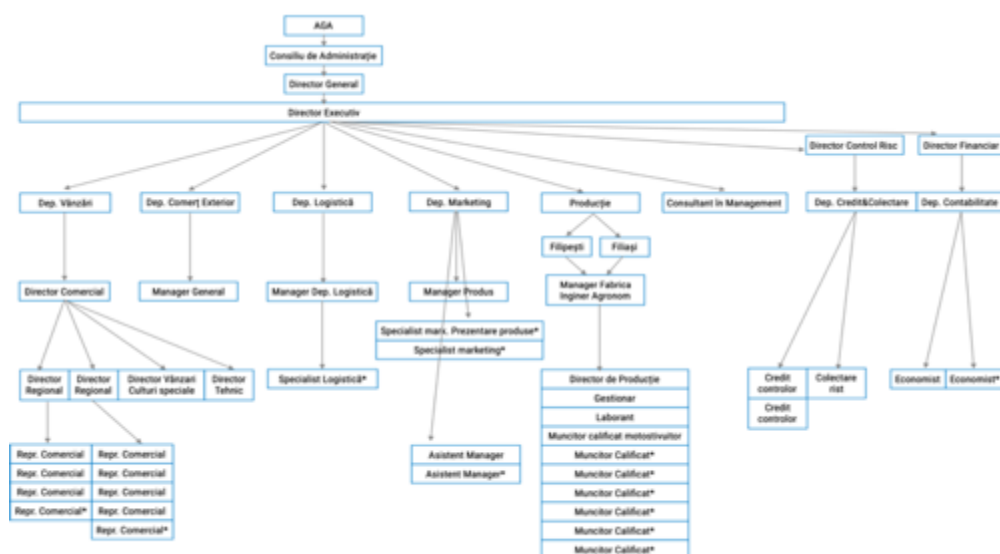 AGA
Consiliu de Administrație
Director General
Director Executiv
Director Control Risc
Director Financiar
Dep. Vânzări
Dep. Comerț Exterior
Dep. Logistică
Dep. Marketing
Producție
Consultant în Management
Dep. Credit&Colectare
Dep. Contabilitate
Filipești
Filiași
Director Comercial
Manager General
Manager Dep. Logistică
Manager Produs
Manager Fabrica
Inginer Agronom
Specialist mark. Prezentare produse*
Specialist marketing*
Director
Regional
Director
Regional
Director Vânzari
Culturi speciale
Director
Tehnic
Specialist Logistică*
Director de Producție
Gestionar
Laborant
Muncitor calificat motostivuitor
Muncitor Calificat*
Muncitor Calificat*
Muncitor Calificat*
Muncitor Calificat*
Muncitor Calificat*
Muncitor Calificat*
Credit
controlor
Credit
controlor
Colectare
rist
Economist
Economist*
Repr. Comercial
Repr. Comercial
Repr. Comercial
Repr. Comercial*
Repr. Comercial
Repr. Comercial
Repr. Comercial
Repr. Comercial
Repr. Comercial*
Asistent Manager
Asistent Manager*